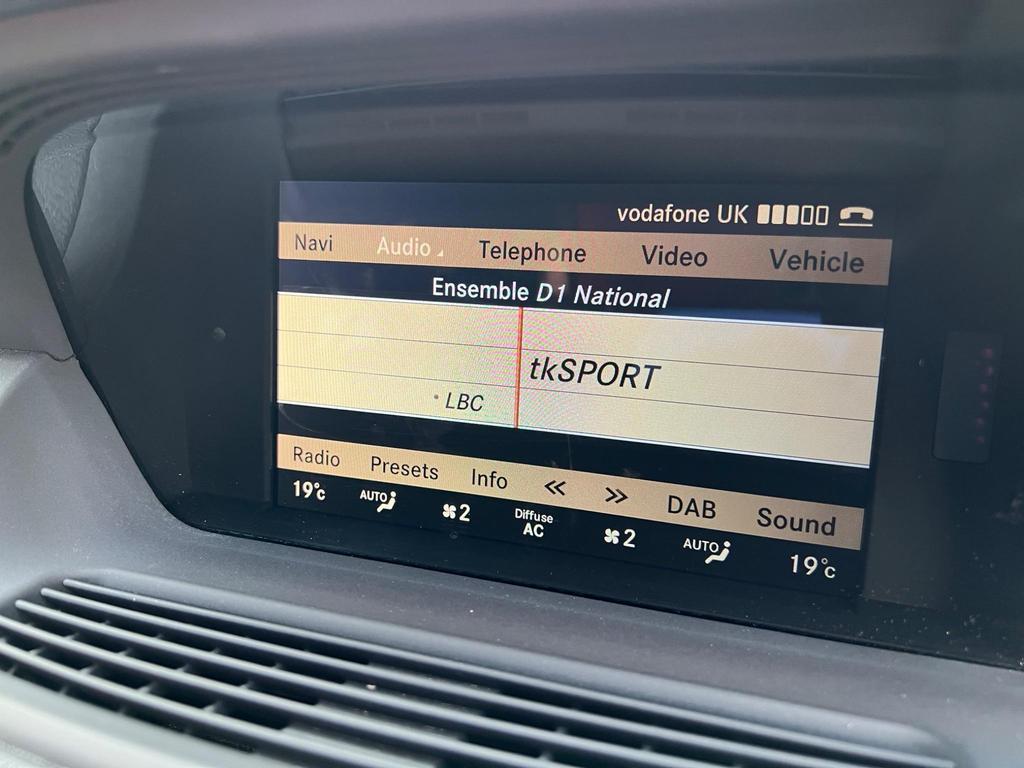 vodafone UK
Navi Audio Telephone Video Vehicle
Ensemble D1 National
tkSPORT
LBC
Radio Presets Info << >> DAB Sound
19°c AUTO 2 Diffuse AC 2 AUTO 19°c